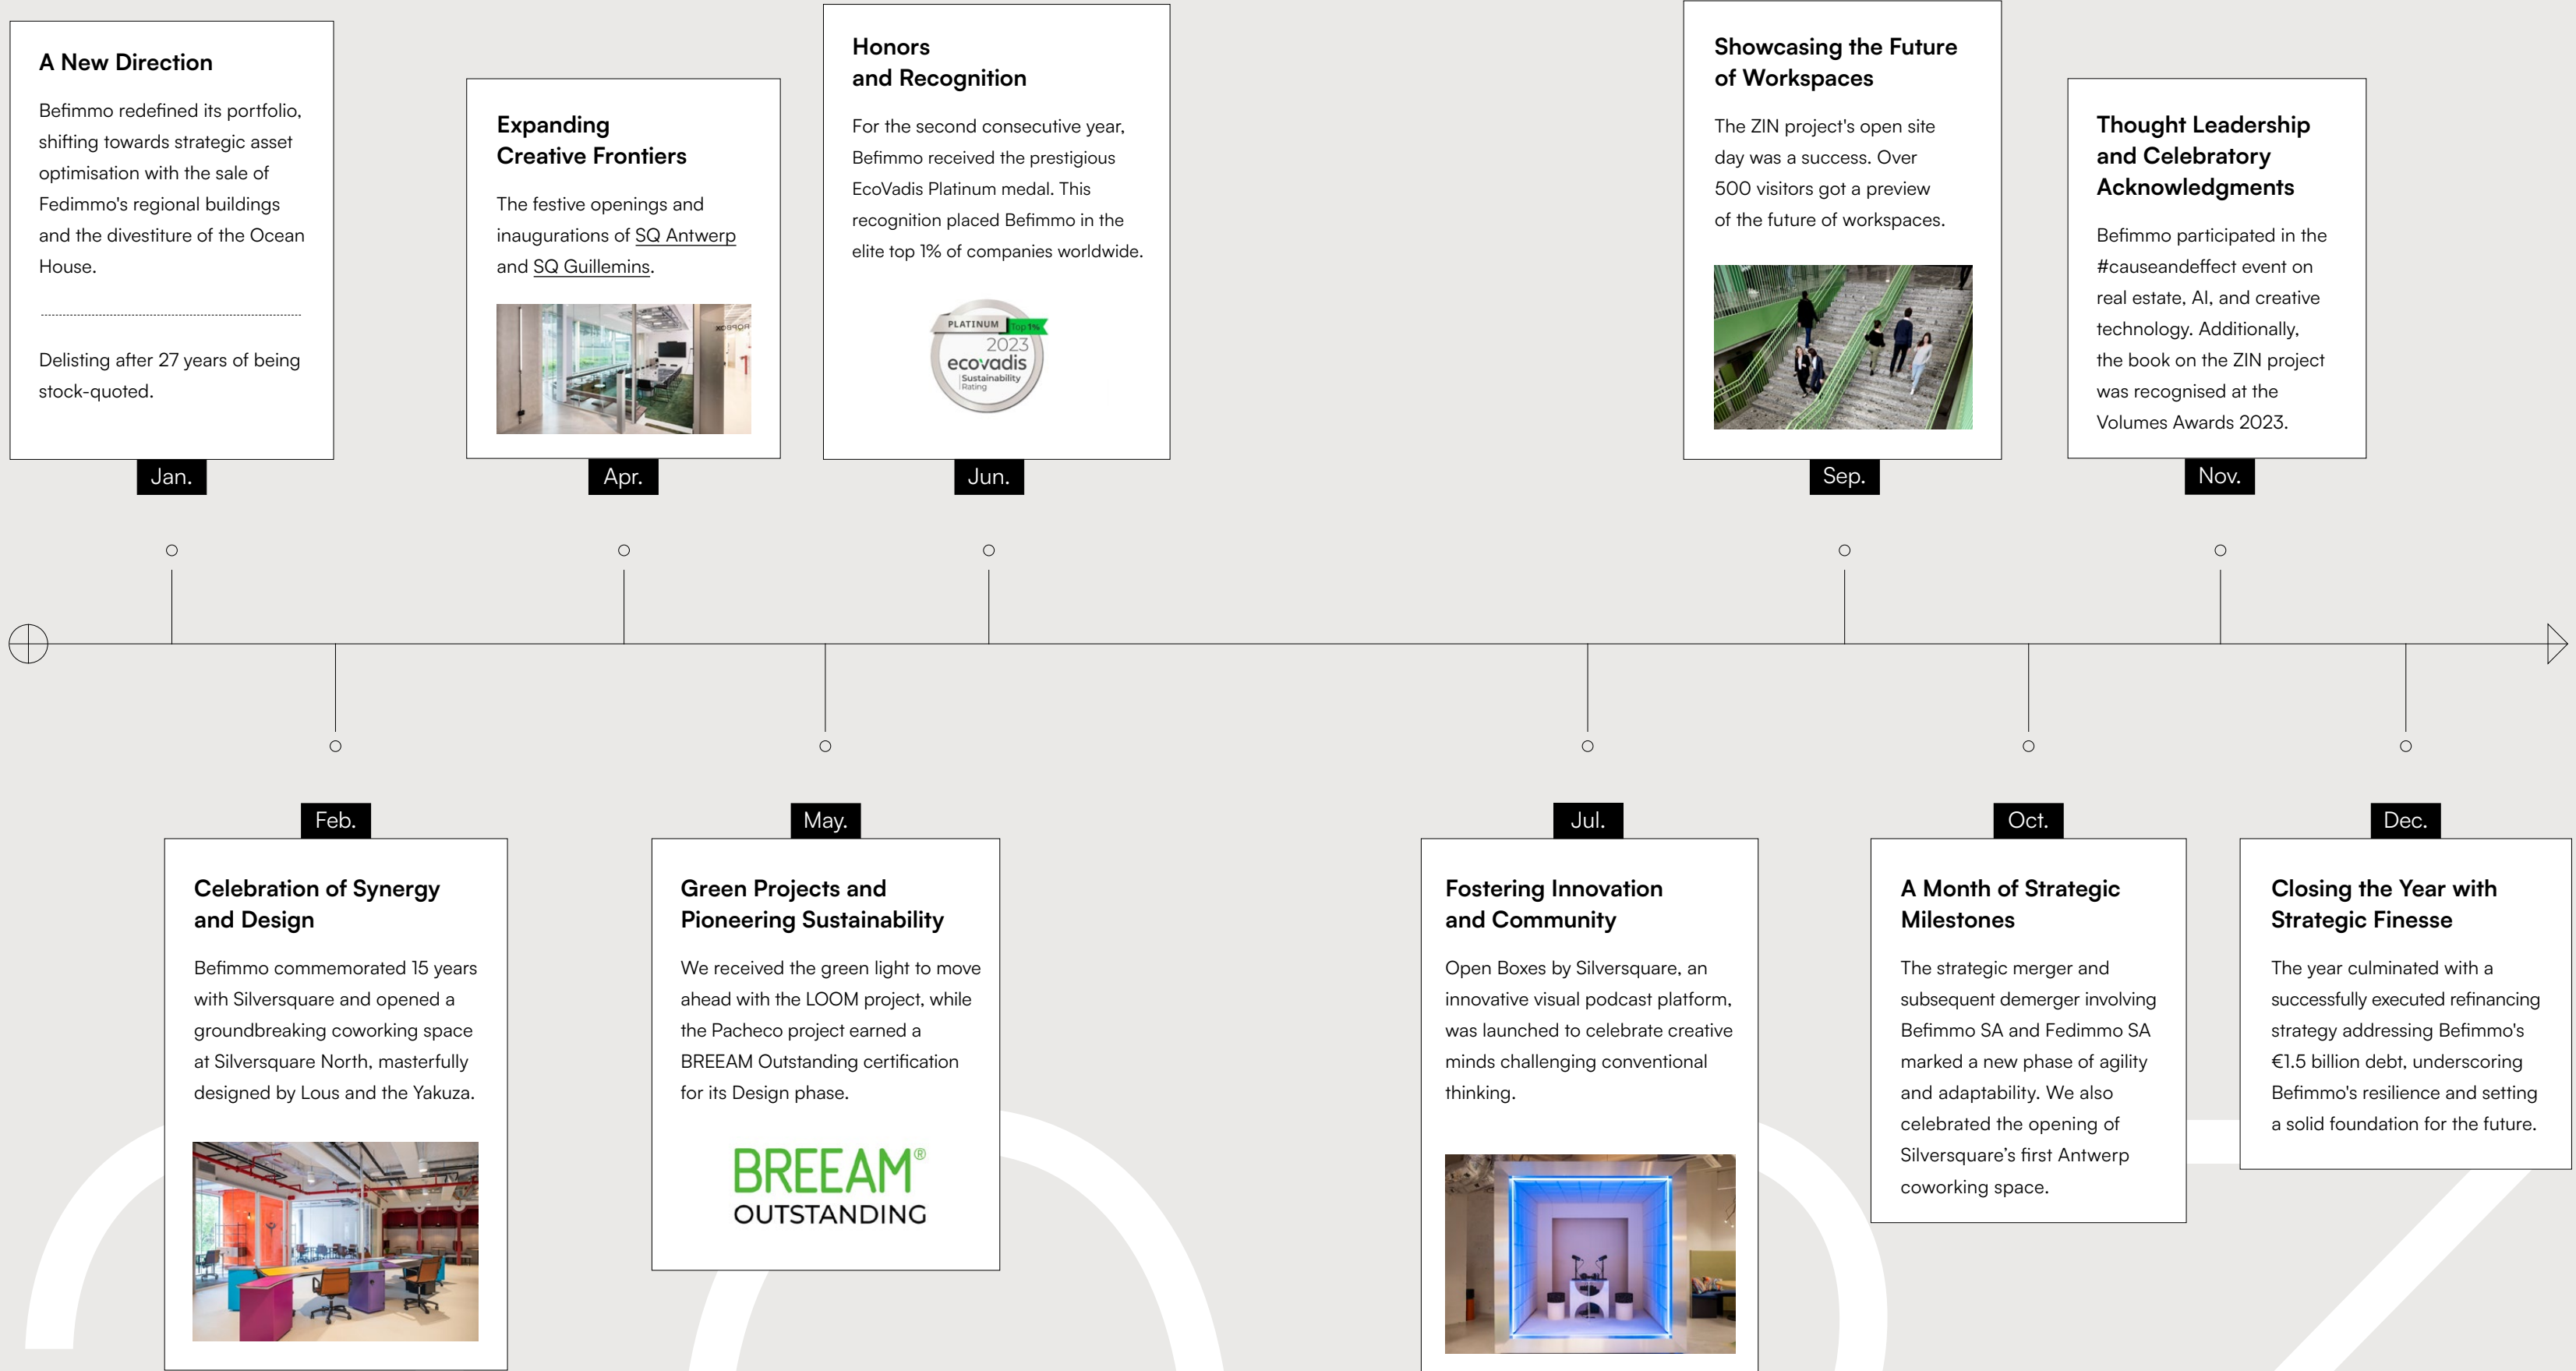 A New Direction
Befimmo redefined its portfolio,
shifting towards strategic asset
optimisation with the sale of
Fedimmo's regional buildings
and the divestiture of the Ocean
House.
Delisting after 27 years of being
stock-quoted.
Jan.
Expanding
Creative Frontiers
The festive openings and
inaugurations of SQ Antwerp
and SQ Guillemins.
Apr.
Honors
and Recognition
For the second consecutive year,
Befimmo received the prestigious
EcoVadis Platinum medal. This
recognition placed Befimmo in the
elite top 1% of companies worldwide.
PLATINUM Top 1%
2023
ecovadis
Sustainability
Rating
Jun.
Showcasing the Future
of Workspaces
The ZIN project's open site
day was a success. Over
500 visitors got a preview
of the future of workspaces.
Sep.
Thought Leadership
and Celebratory
Acknowledgments
Befimmo participated in the
#causeandeffect event on
real estate, AI, and creative
technology. Additionally,
the book on the ZIN project
was recognised at the
Volumes Awards 2023.
Nov.
Feb.
Celebration of Synergy
and Design
Befimmo commemorated 15 years
with Silversquare and opened a
groundbreaking coworking space
at Silversquare North, masterfully
designed by Lous and the Yakuza.
May.
Green Projects and
Pioneering Sustainability
We received the green light to move
ahead with the LOOM project, while
the Pacheco project earned a
BREEAM Outstanding certification
for its Design phase.
BREEAM®
OUTSTANDING
Jul.
Fostering Innovation
and Community
Open Boxes by Silversquare, an
innovative visual podcast platform,
was launched to celebrate creative
minds challenging conventional
thinking.
Oct.
A Month of Strategic
Milestones
The strategic merger and
subsequent demerger involving
Befimmo SA and Fedimmo SA
marked a new phase of agility
and adaptability. We also
celebrated the opening of
Silversquare’s first Antwerp
coworking space.
Dec.
Closing the Year with
Strategic Finesse
The year culminated with a
successfully executed refinancing
strategy addressing Befimmo's
€1.5 billion debt, underscoring
Befimmo's resilience and setting
a solid foundation for the future.